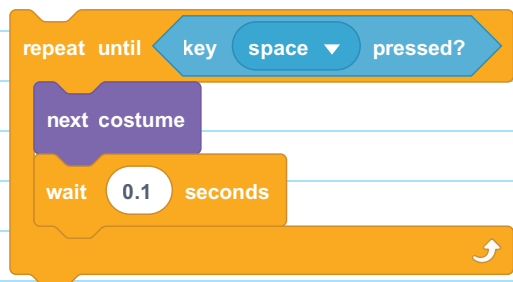 repeat until key space pressed?
next costume
wait 0.1 seconds